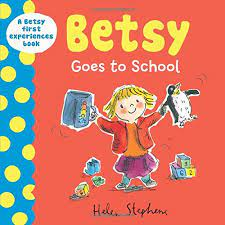 A Betsy
first
experiences
book
Betsy
Goes to School
Helen Stephens